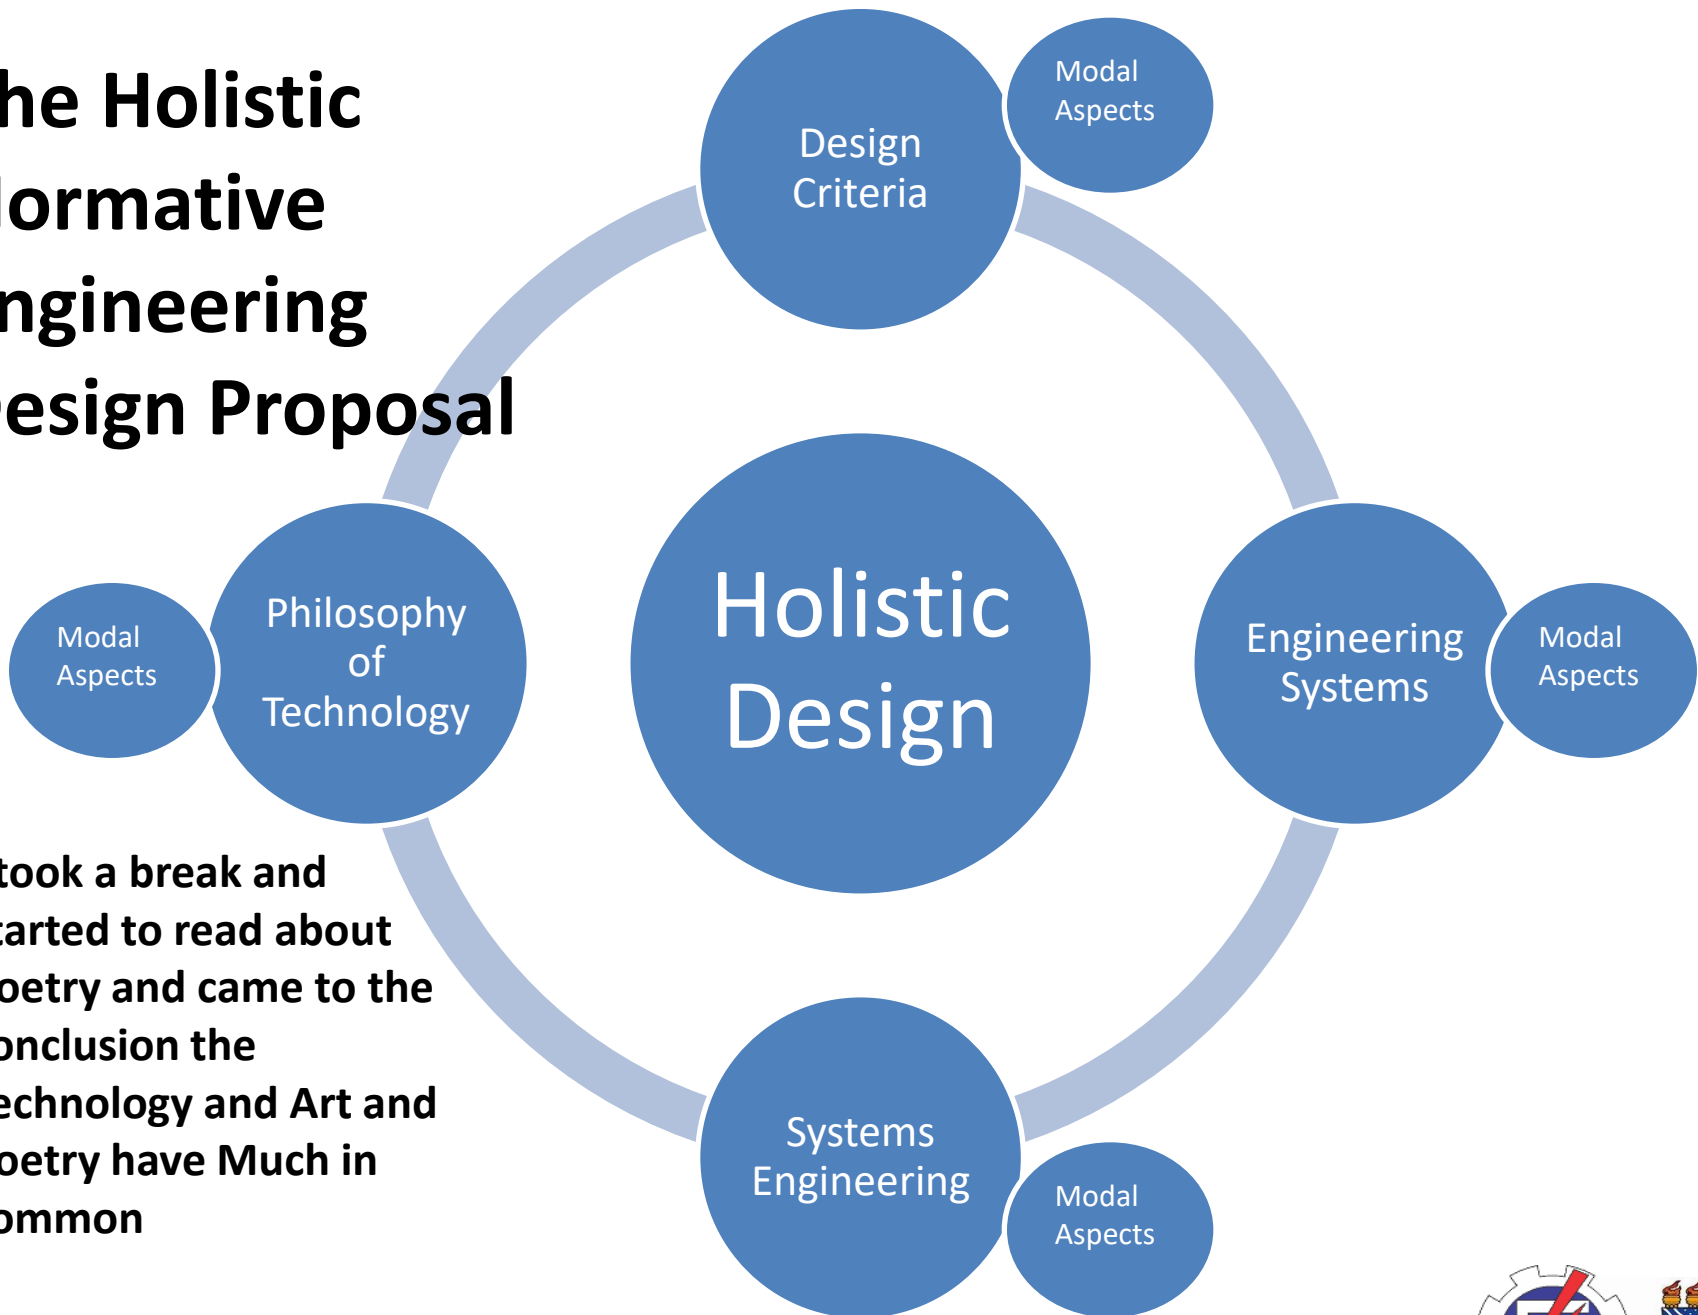 he Holistic
ormative
ngineering
esign Proposal
Design
Criteria
Modal
Aspects
Philosophy
of
Technology
Modal
Aspects
Holistic
Design
Engineering
Systems
Modal
Aspects
took a break and
tarted to read about
oetry and came to the
onclusion the
echnology and Art and
oetry have Much in
ommon
Systems
Engineering
Modal
Aspects